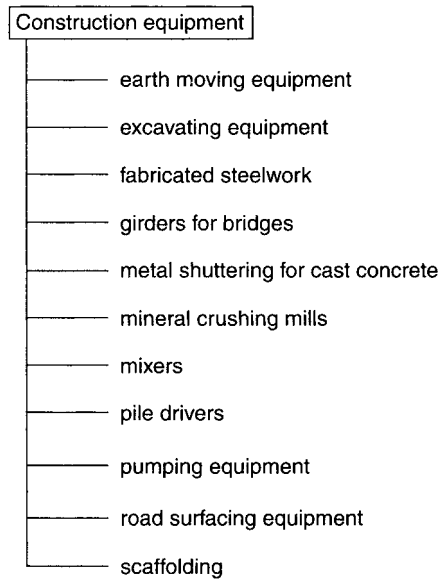 Construction equipment
earth moving equipment
excavating equipment
fabricated steelwork
girders for bridges
metal shuttering for cast concrete
mineral crushing mills
mixers
pile drivers
pumping equipment
road surfacing equipment
scaffolding